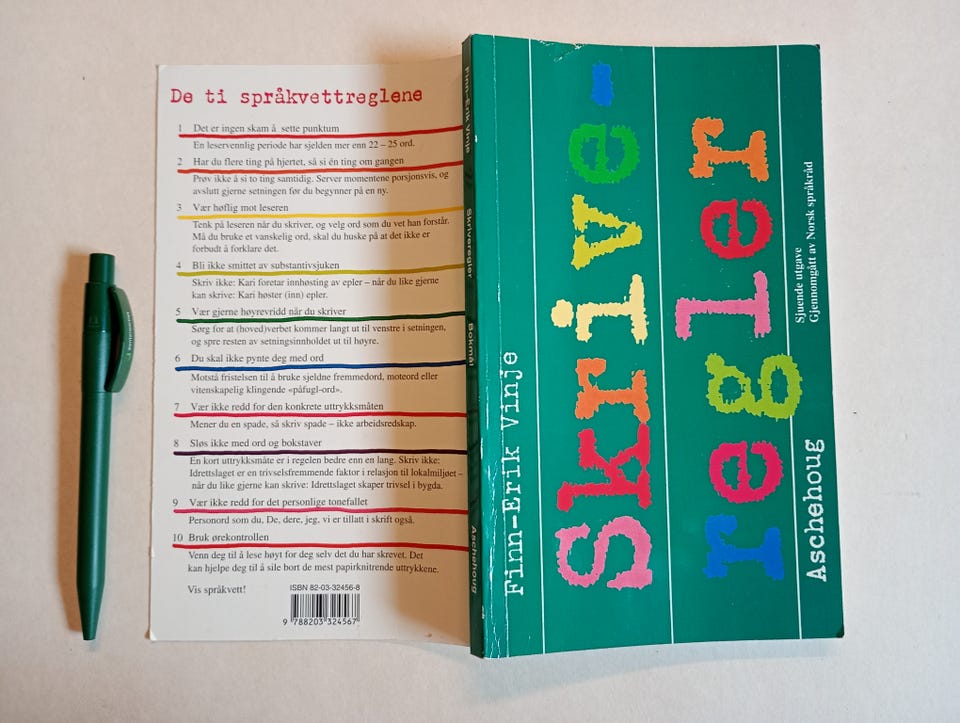 De ti språkvettreglene
1 Det er ingen skam å sette punktum
En leservennlig periode har sjelden mer enn 22 – 25 ord.
2 Har du flere ting på hjertet, så si én ting om gangen
Prøv ikke å si to ting samtidig. Server momentene porsjonsvis, og
avslutt gjerne setningen før du begynner på en ny.
3 Vær høflig mot leseren
Tenk på leseren når du skriver, og velg ord som du vet han forstår.
Må du bruke et vanskelig ord, skal du huske på at det ikke er
forbudt å forklare det.
4 Bli ikke smittet av substantivsjuken
Skriv ikke: Kari foretar innhøsting av epler – når du like gjerne
kan skrive: Kari høster (inn) epler.
5 Vær gjerne høyrevridd når du skriver
Sørg for at (hoved)verbet kommer langt ut til venstre i setningen,
og spre resten av setningsinnholdet ut til høyre.
6 Du skal ikke pynte deg med ord
Motstå fristelsen til å bruke sjeldne fremmedord, moteord eller
vitenskapelig klingende «påfugl-ord».
7 Vær ikke redd for den konkrete uttrykksmåten
Mener du en spade, så skriv spade – ikke arbeidsredskap.
8 Sløs ikke med ord og bokstaver
En kort uttrykksmåte er i regelen bedre enn en lang. Skriv ikke:
Idrettslaget er en trivselsfremmende faktor i relasjon til lokalmiljøet –
når du like gjerne kan skrive: Idrettslaget skaper trivsel i bygda.
9 Vær ikke redd for det personlige tonefallet
Personord som du, De, dere, jeg, vi er tillatt i skrift også.
10 Bruk ørekontrollen
Venn deg til å lese høyt for deg selv det du har skrevet. Det
kan hjelpe deg til å sile bort de mest papirknitrende uttrykkene.
Vis språkvett!
ISBN 82-03-32456-8
9 788203 324567
Finn-Erik Vinje Skriveregler Bokmål Aschehoug
Finn-Erik Vinje
Skrive-
regler
Sjuende utgave
Gjennomgått av Norsk språkråd
Aschehoug